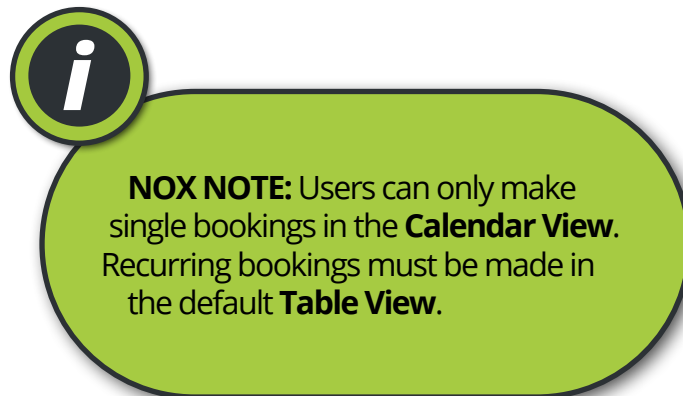 i
NOX NOTE: Users can only make
single bookings in the Calendar View.
Recurring bookings must be made in
the default Table View.